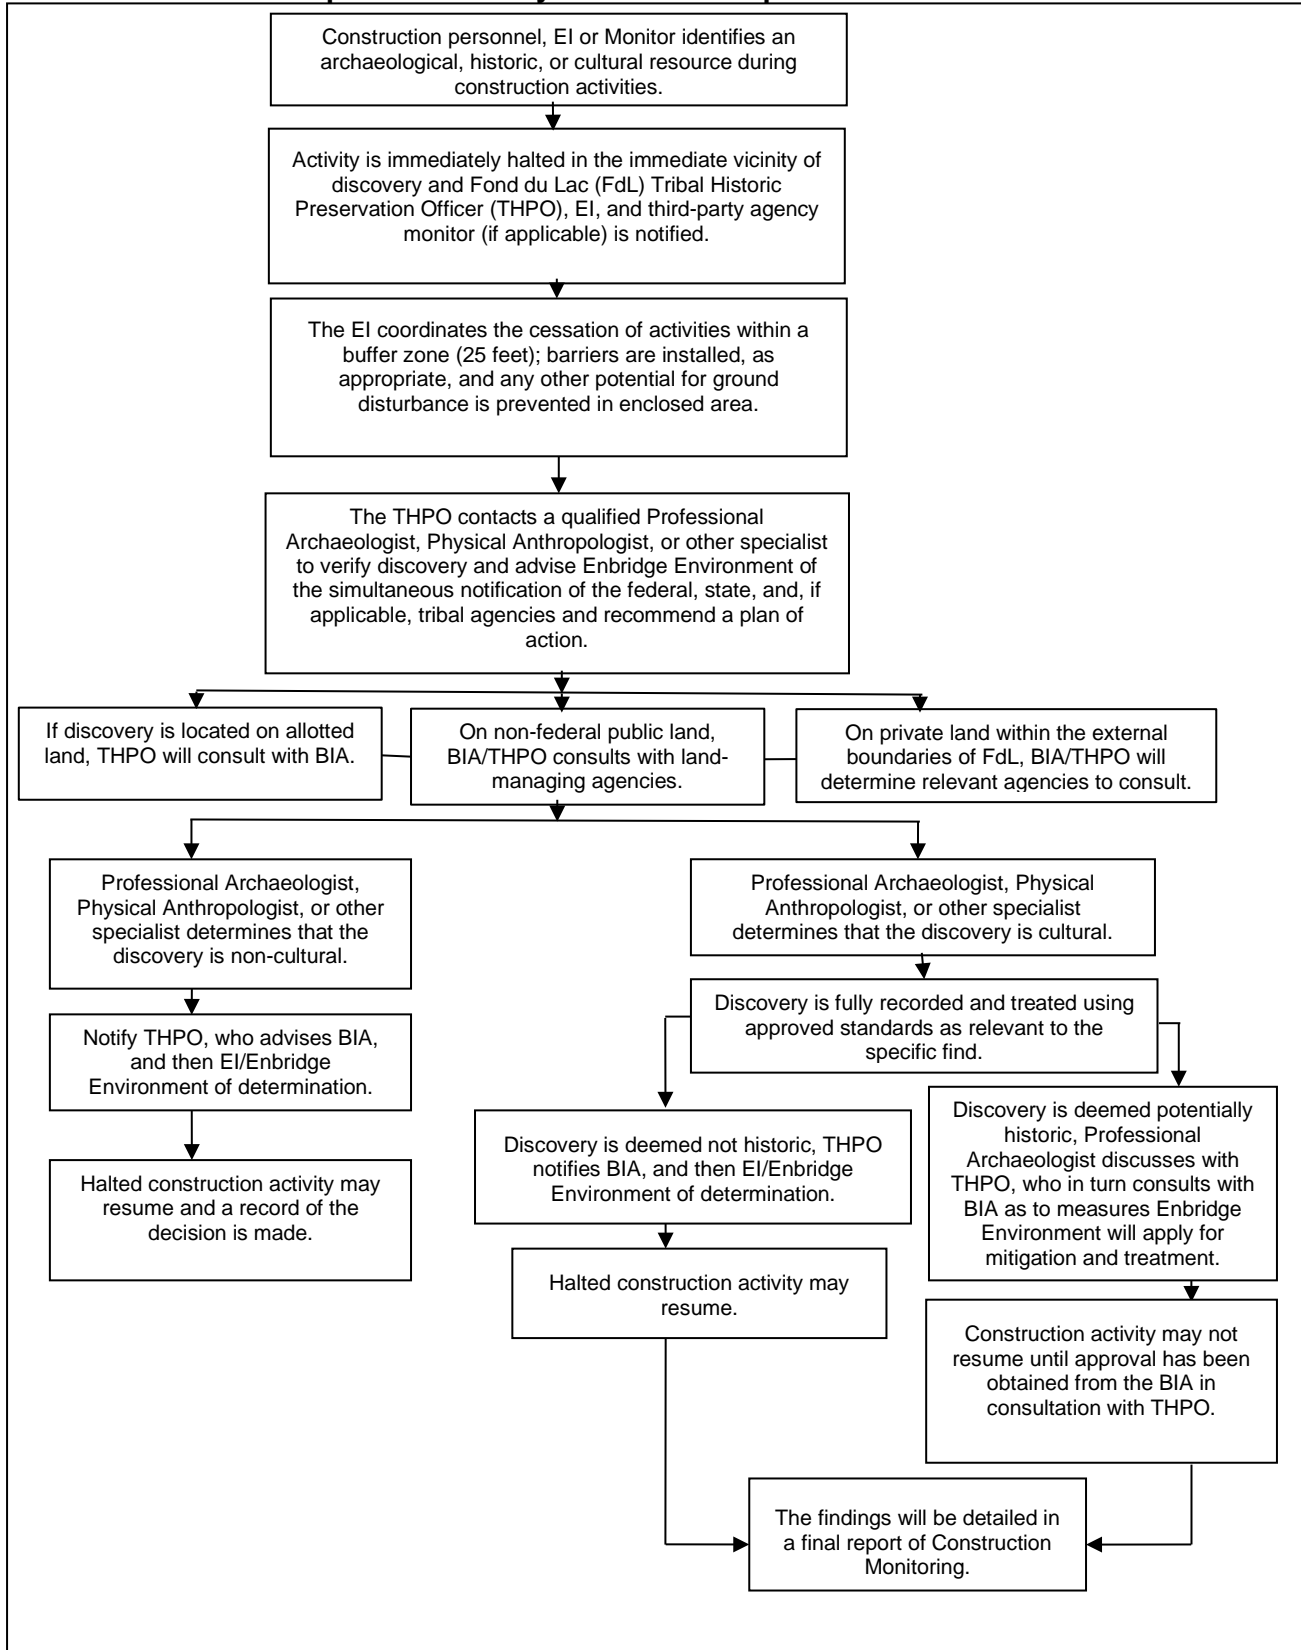 Construction personnel, EI or Monitor identifies an
archaeological, historic, or cultural resource during
construction activities.
Activity is immediately halted in the immediate vicinity of
discovery and Fond du Lac (FdL) Tribal Historic
Preservation Officer (THPO), EI, and third-party agency
monitor (if applicable) is notified.
The EI coordinates the cessation of activities within a
buffer zone (25 feet); barriers are installed, as
appropriate, and any other potential for ground
disturbance is prevented in enclosed area.
The THPO contacts a qualified Professional
Archaeologist, Physical Anthropologist, or other specialist
to verify discovery and advise Enbridge Environment of
the simultaneous notification of the federal, state, and, if
applicable, tribal agencies and recommend a plan of
action.
If discovery is located on allotted
land, THPO will consult with BIA.
On non-federal public land,
BIA/THPO consults with land-
managing agencies.
On private land within the external
boundaries of FdL, BIA/THPO will
determine relevant agencies to consult.
Professional Archaeologist,
Physical Anthropologist, or other
specialist determines that the
discovery is non-cultural.
Notify THPO, who advises BIA,
and then EI/Enbridge
Environment of determination.
Halted construction activity may
resume and a record of the
decision is made.
Professional Archaeologist, Physical
Anthropologist, or other specialist
determines that the discovery is cultural.
Discovery is fully recorded and treated using
approved standards as relevant to the
specific find.
Discovery is deemed not historic, THPO
notifies BIA, and then EI/Enbridge
Environment of determination.
Halted construction activity may
resume.
Discovery is deemed potentially
historic, Professional
Archaeologist discusses with
THPO, who in turn consults with
BIA as to measures Enbridge
Environment will apply for
mitigation and treatment.
Construction activity may not
resume until approval has been
obtained from the BIA in
consultation with THPO.
The findings will be detailed in
a final report of Construction
Monitoring.